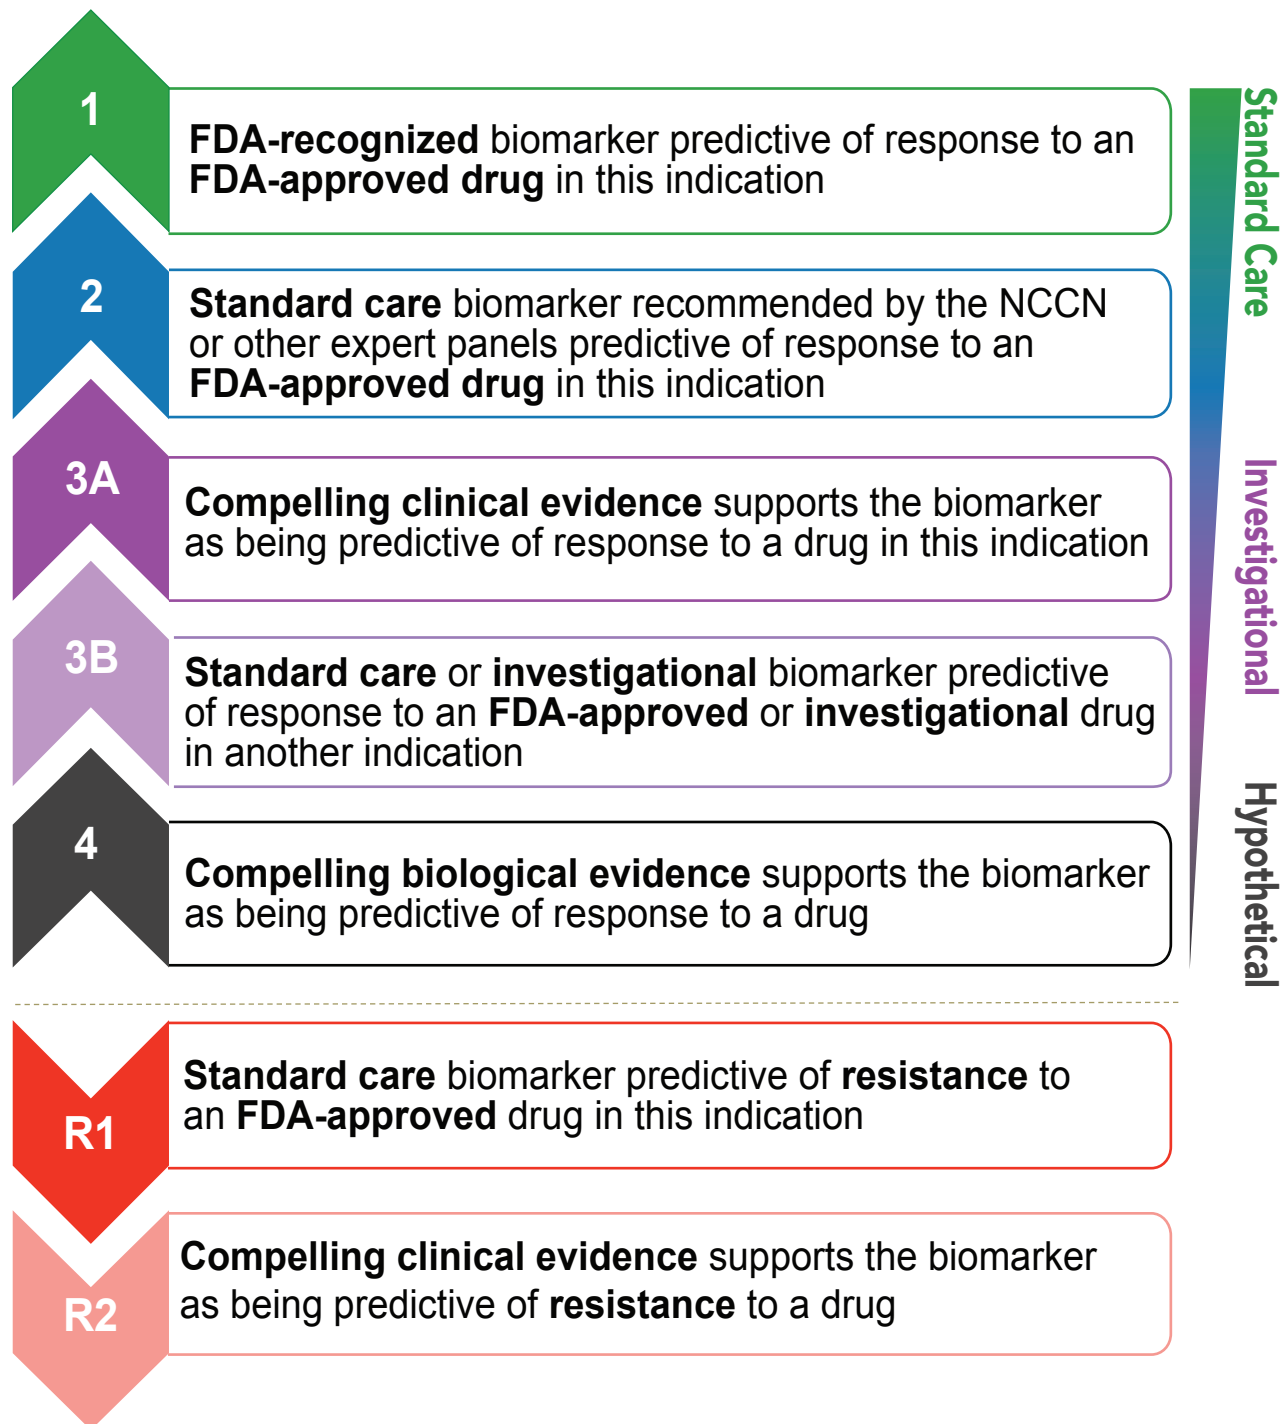 1
FDA-recognized biomarker predictive of response to an
FDA-approved drug in this indication
2
Standard care biomarker recommended by the NCCN
or other expert panels predictive of response to an
FDA-approved drug in this indication
3A
Compelling clinical evidence supports the biomarker
as being predictive of response to a drug in this indication
3B
Standard care or investigational biomarker predictive
of response to an FDA-approved or investigational drug
in another indication
4
Compelling biological evidence supports the biomarker
as being predictive of response to a drug
R1
Standard care biomarker predictive of resistance to
an FDA-approved drug in this indication
R2
Compelling clinical evidence supports the biomarker
as being predictive of resistance to a drug
Standard Care
Investigational
Hypothetical